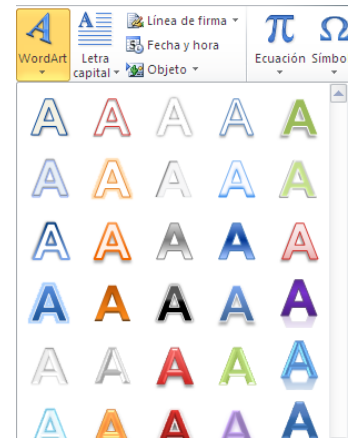 WordArt
Letra capital
Línea de firma
Fecha y hora
Objeto
π
Ecuación
Ω
Símbo
A A A A A
A A A A A
A A A A A
A A A A A
A A A A A
A A A A A